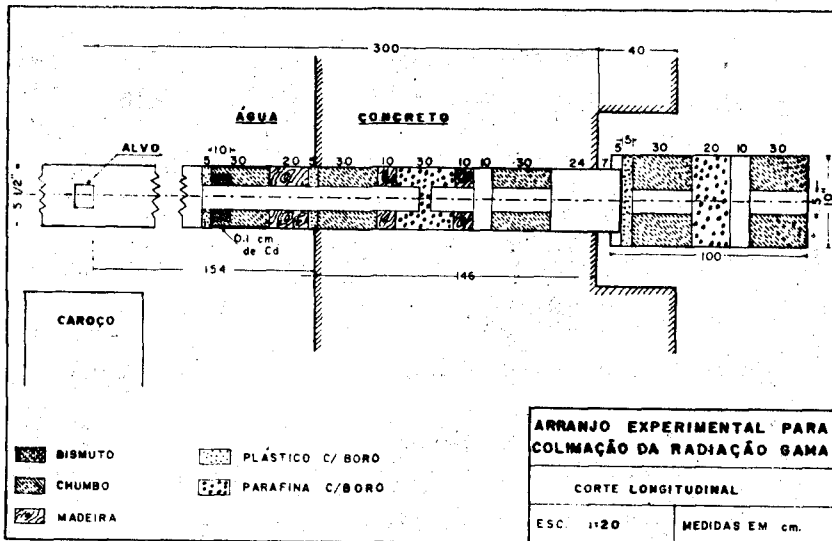 300
40
ÁGUA
CONCRETO
ALVO
5 1/2"
5 30 20 5 30 10 30 10 10 30 24 7 5 5 30 20 10 30
10
0.1 cm
de Cd
154
146
100
10"
CAROÇO
BISMUTO
CHUMBO
MADEIRA
PLÁSTICO C/ BORO
PARAFINA C/BORO
ARRANJO EXPERIMENTAL PARA
COLIMAÇÃO DA RADIAÇÃO GAMA
CORTE LONGITUDINAL
ESC. 1:20
MEDIDAS EM cm.